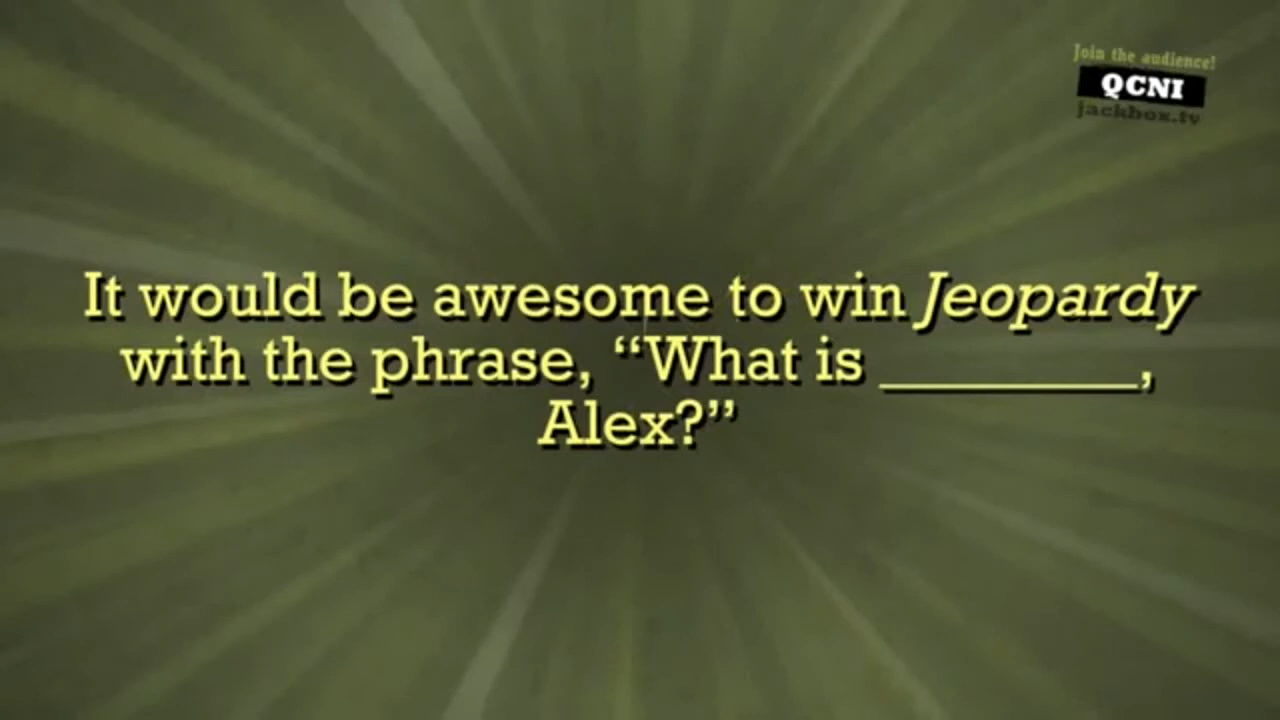 Join the audience!
QCNI
jackbox.tv
It would be awesome to win Jeopardy
with the phrase, “What is ________,
Alex?”